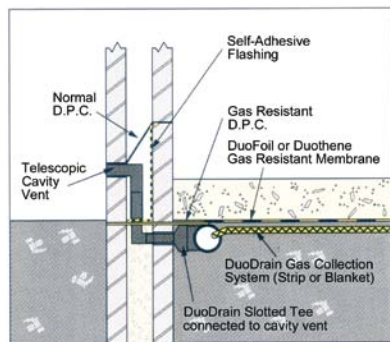 Self-Adhesive
Flashing
Normal
D.P.C.
Gas Resistant
D.P.C.
DuoFoil or Duothene
Gas Resistant Membrane
Telescopic
Cavity
Vent
DuoDrain Gas Collection
System (Strip or Blanket)
DuoDrain Slotted Tee
connected to cavity vent